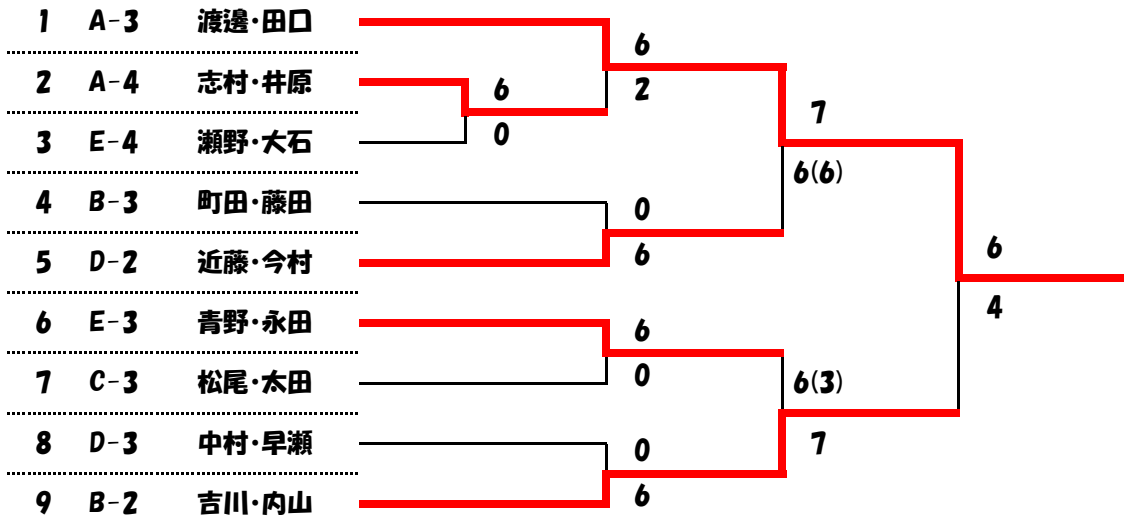 1 A-3 渡邊・田口
6
2 A-4 志村・井原
6
2
7
3 E-4 瀬野・大石
0
6(6)
4 B-3 町田・藤田
0
5 D-2 近藤・今村
6
6
4
6 E-3 青野・永田
6
7 C-3 松尾・太田
0
6(3)
8 D-3 中村・早瀬
0
7
9 B-2 吉川・内山
6